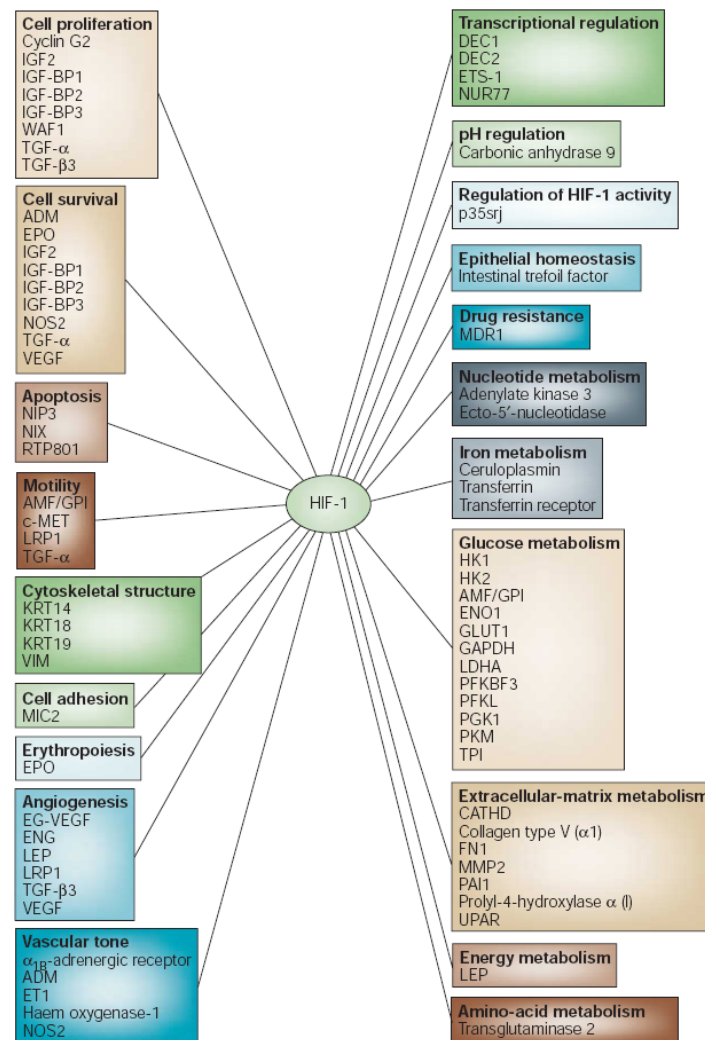 Cell proliferation
Cyclin G2
IGF2
IGF-BP1
IGF-BP2
IGF-BP3
WAF1
TGF-α
TGF-β3
Cell survival
ADM
EPO
IGF2
IGF-BP1
IGF-BP2
IGF-BP3
NOS2
TGF-α
VEGF
Apoptosis
NIP3
NIX
RTP801
Motility
AMF/GPI
c-MET
LRP1
TGF-α
Cytoskeletal structure
KRT14
KRT18
KRT19
VIM
Cell adhesion
MIC2
Erythropoiesis
EPO
Angiogenesis
EG-VEGF
ENG
LEP
LRP1
TGF-β3
VEGF
Vascular tone
α1B-adrenergic receptor
ADM
ET1
Haem oxygenase-1
NOS2
HIF-1
Transcriptional regulation
DEC1
DEC2
ETS-1
NUR77
pH regulation
Carbonic anhydrase 9
Regulation of HIF-1 activity
p35srj
Epithelial homeostasis
Intestinal trefoil factor
Drug resistance
MDR1
Nucleotide metabolism
Adenylate kinase 3
Ecto-5′-nucleotidase
Iron metabolism
Ceruloplasmin
Transferrin
Transferrin receptor
Glucose metabolism
HK1
HK2
AMF/GPI
ENO1
GLUT1
GAPDH
LDHA
PFKBF3
PFKL
PGK1
PKM
TPI
Extracellular-matrix metabolism
CATHD
Collagen type V (α1)
FN1
MMP2
PAI1
Prolyl-4-hydroxylase α (I)
UPAR
Energy metabolism
LEP
Amino-acid metabolism
Transglutaminase 2